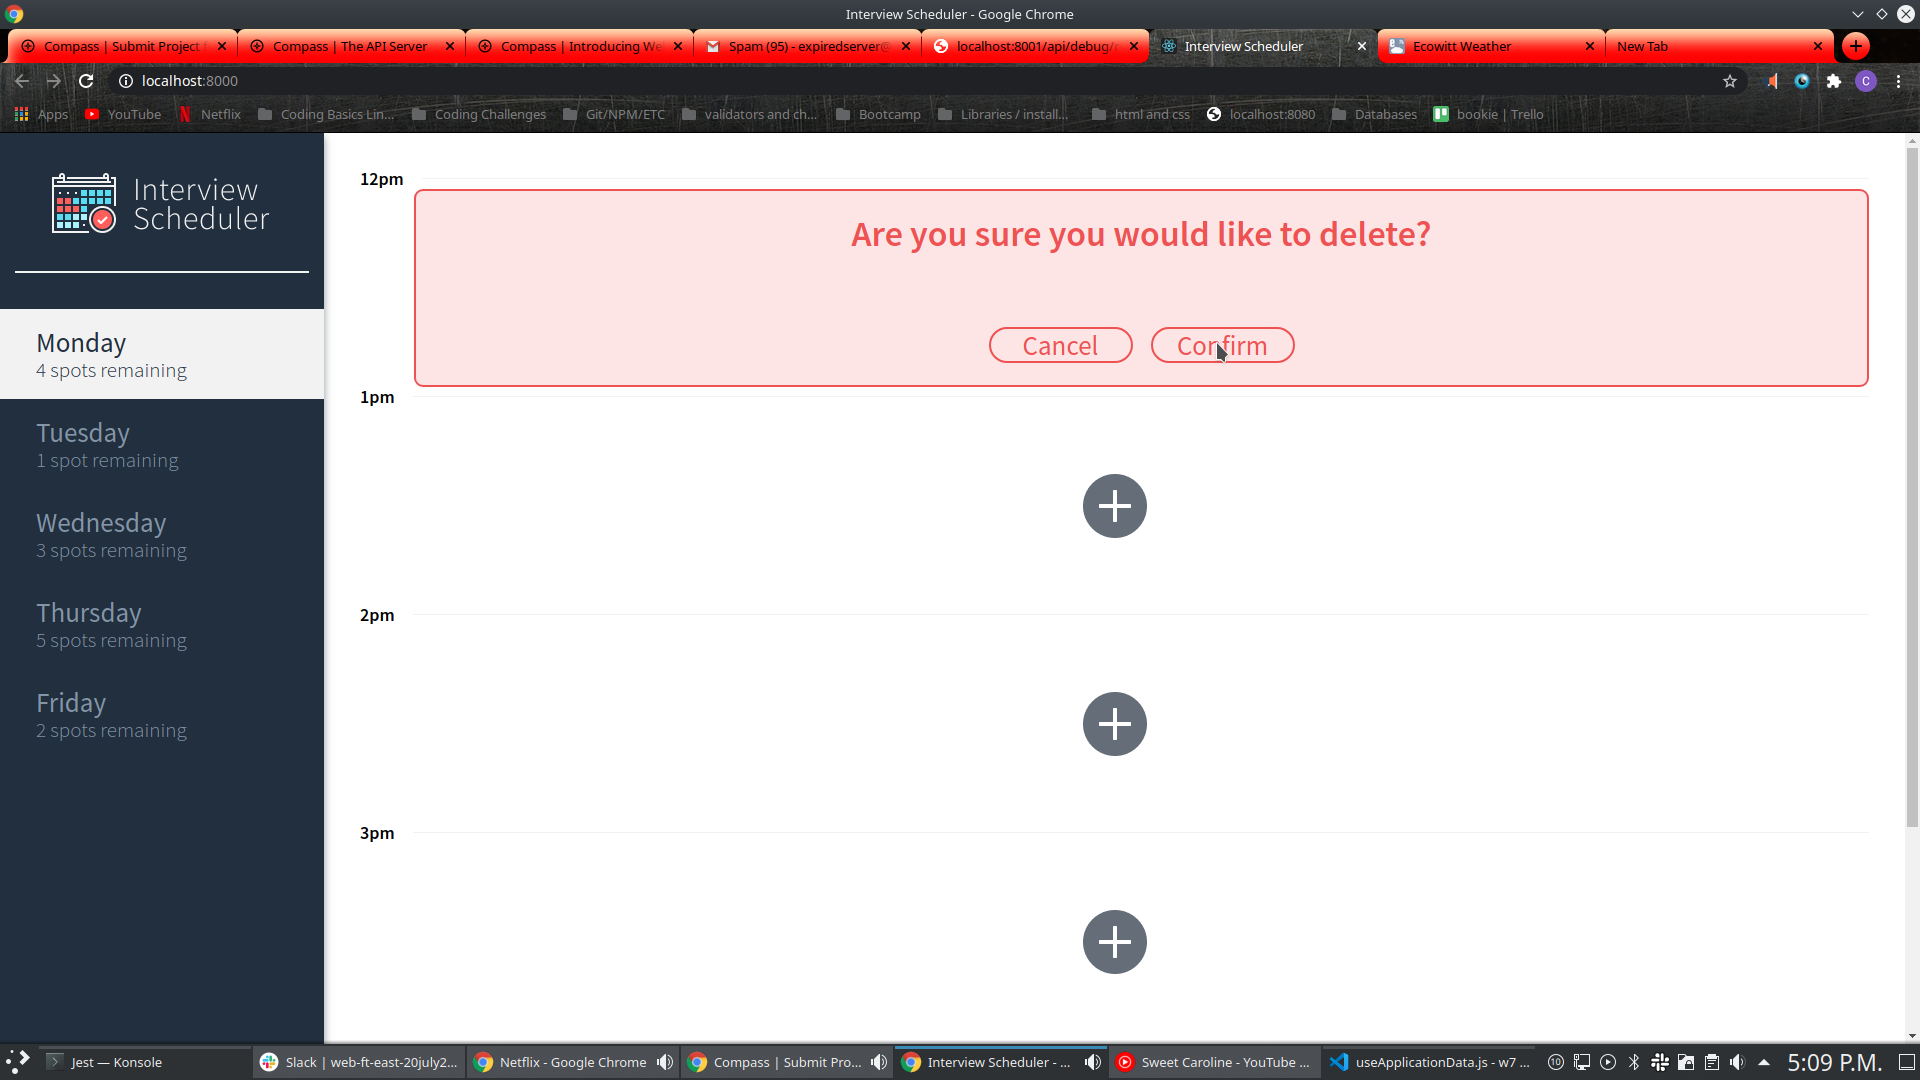 Interview Scheduler - Google Chrome
Compass | Submit Project f
Compass | The API Server
Compass | Introducing We
Spam (95) - expiredserver@
localhost:8001/api/debug/r
Interview Scheduler
Ecowitt Weather
New Tab
localhost:8000
C
Apps
YouTube
Netflix
Coding Basics Lin...
Coding Challenges
Git/NPM/ETC
validators and ch...
Bootcamp
Libraries / install...
html and css
localhost:8080
Databases
bookie | Trello
Interview
Scheduler
Monday
4 spots remaining
Tuesday
1 spot remaining
Wednesday
3 spots remaining
Thursday
5 spots remaining
Friday
2 spots remaining
12pm
Are you sure you would like to delete?
Cancel
Confirm
1pm
2pm
3pm
Jest — Konsole
Slack | web-ft-east-20july2...
Netflix - Google Chrome
Compass | Submit Pro...
Interview Scheduler - ...
Sweet Caroline - YouTube ...
useApplicationData.js - w7 ...
10
5:09 P.M.